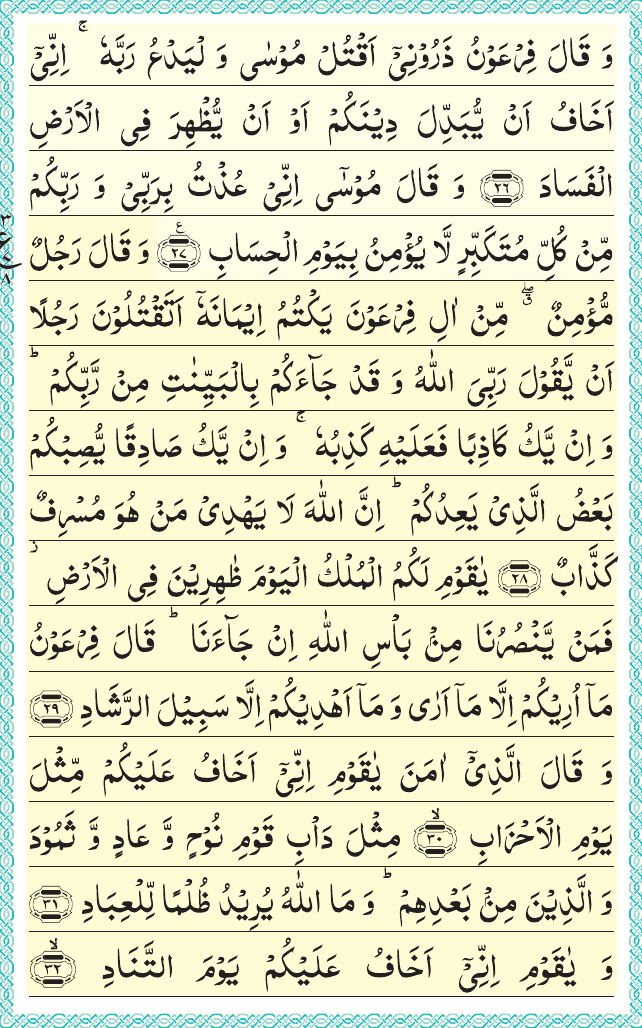 وَ قَالَ فِرْعَوْنُ ذَرُوْنِیْۤ اَقْتُلْ مُوْسٰی وَ لْیَدْعُ رَبَّهٗ ۚ اِنِّیْۤ
اَخَافُ اَنْ یُّبَدِّلَ دِیْنَكُمْ اَوْ اَنْ یُّظْهِرَ فِی الْاَرْضِ
الْفَسَادَ ﴿۲۶﴾ وَ قَالَ مُوْسٰۤی اِنِّیْ عُذْتُ بِرَبِّیْ وَ رَبِّكُمْ
مِّنْ كُلِّ مُتَكَبِّرٍ لَّا یُؤْمِنُ بِیَوْمِ الْحِسَابِ ﴿۲۷﴾ع وَ قَالَ رَجُلٌ
مُّؤْمِنٌ ۖۗ مِّنْ اٰلِ فِرْعَوْنَ یَكْتُمُ اِیْمَانَهٗۤ اَتَقْتُلُوْنَ رَجُلًا
اَنْ یَّقُوْلَ رَبِّیَ اللّٰهُ وَ قَدْ جَآءَكُمْ بِالْبَیِّنٰتِ مِنْ رَّبِّكُمْ ؕ
وَ اِنْ یَّكُ كَاذِبًا فَعَلَیْهِ كَذِبُهٗ ۚ وَ اِنْ یَّكُ صَادِقًا یُّصِبْكُمْ
بَعْضُ الَّذِیْ یَعِدُكُمْ ؕ اِنَّ اللّٰهَ لَا یَهْدِیْ مَنْ هُوَ مُسْرِفٌ
كَذَّابٌ ﴿۲۸﴾ یٰقَوْمِ لَكُمُ الْمُلْكُ الْیَوْمَ ظٰهِرِیْنَ فِی الْاَرْضِ ؗ
فَمَنْ یَّنْصُرُنَا مِنْۢ بَاْسِ اللّٰهِ اِنْ جَآءَنَا ؕ قَالَ فِرْعَوْنُ
مَاۤ اُرِیْكُمْ اِلَّا مَاۤ اَرٰی وَ مَاۤ اَهْدِیْكُمْ اِلَّا سَبِیْلَ الرَّشَادِ ﴿۲۹﴾
وَ قَالَ الَّذِیْۤ اٰمَنَ یٰقَوْمِ اِنِّیْۤ اَخَافُ عَلَیْكُمْ مِّثْلَ
یَوْمِ الْاَحْزَابِ ﴿۳۰﴾ۙ مِثْلَ دَاْبِ قَوْمِ نُوْحٍ وَّ عَادٍ وَّ ثَمُوْدَ
وَ الَّذِیْنَ مِنْۢ بَعْدِهِمْ ؕ وَ مَا اللّٰهُ یُرِیْدُ ظُلْمًا لِّلْعِبَادِ ﴿۳۱﴾
وَ یٰقَوْمِ اِنِّیْۤ اَخَافُ عَلَیْكُمْ یَوْمَ التَّنَادِ ﴿۳۲﴾ۙ